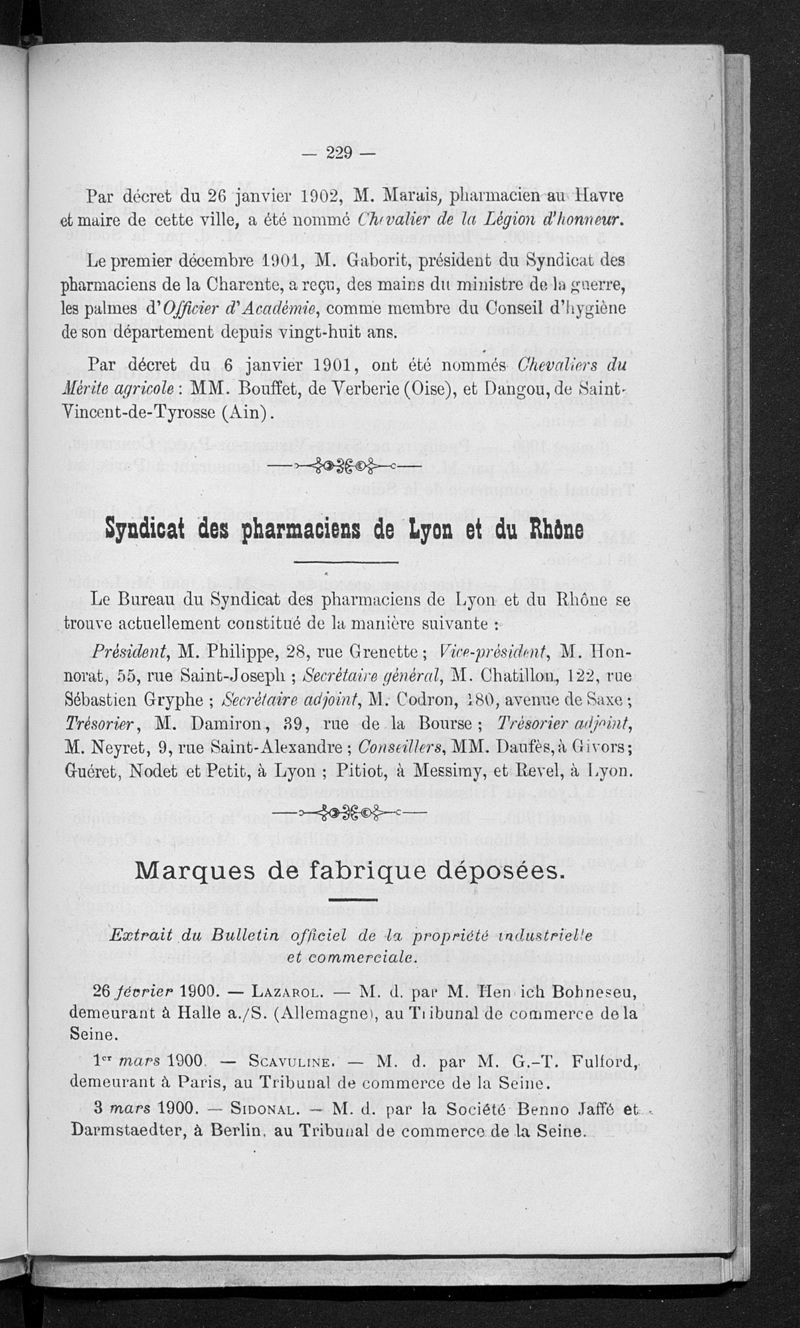 — 229 —
Par décret du 26 janvier 1902, M. Marais, pharmacien au Havre
et maire de cette ville, a été nommé Chevalier de la Légion d'honneur.
Le premier décembre 1901, M. Gaborit, président du Syndicat des
pharmaciens de la Charente, a reçu, des mains du ministre de la guerre,
les palmes d'Officier d'Académie, comme membre du Conseil d'hygiène
de son département depuis vingt-huit ans.
Par décret du 6 janvier 1901, ont été nommés Chevaliers du
Mérite agricole : MM. Bouffet, de Verberie (Oise), et Dangou, de Saint-
Vincent-de-Tyrosse (Ain).
Syndicat des pharmaciens de Lyon et du Rhône
Le Bureau du Syndicat des pharmaciens de Lyon et du Rhône se
trouve actuellement constitué de la manière suivante :
Président, M. Philippe, 28, rue Grenette ; Vice-président, M. Hon-
norat, 55, rue Saint-Joseph ; Secrétaire général, M. Chatillon, 122, rue
Sébastien Gryphe ; Secrétaire adjoint, M. Codron, 180, avenue de Saxe ;
Trésorier, M. Damiron, 39, rue de la Bourse ; Trésorier adjoint,
M. Neyret, 9, rue Saint-Alexandre ; Conseillers, MM. Daufès, à Givors ;
Guéret, Nodet et Petit, à Lyon ; Pitiot, à Messimy, et Revel, à Lyon.
Marques de fabrique déposées.
Extrait du Bulletin officiel de la propriété industrielle
et commerciale.
26 février 1900. — LAZAROL. — M. d. par M. Hen ich Bohneseu,
demeurant à Halle a./S. (Allemagne), au Tribunal de commerce de la
Seine.
1er mars 1900. — SCAVULINE. — M. d. par M. G.-T. Fulford,
demeurant à Paris, au Tribunal de commerce de la Seine.
3 mars 1900. — SIDONAL. — M. d. par la Société Benno Jaffé et
Darmstaedter, à Berlin, au Tribunal de commerce de la Seine.